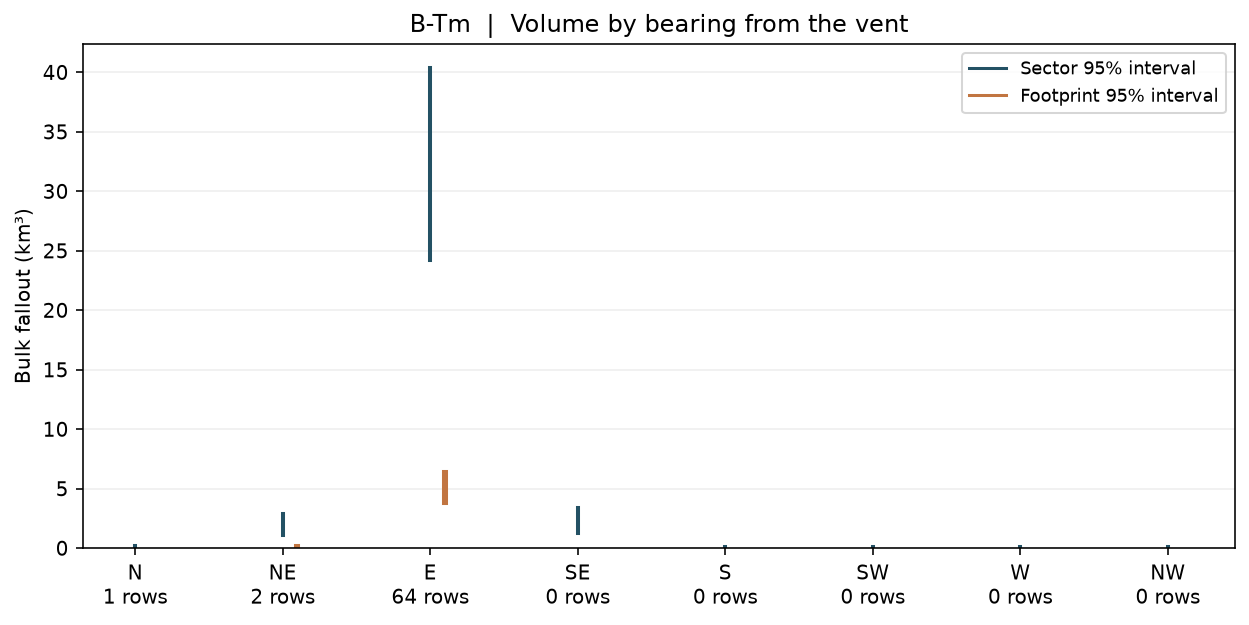 B-Tm  |  Volume by bearing from the vent
Sector 95% interval
Footprint 95% interval
Bulk fallout (km³)
40
35
30
25
20
15
10
5
0
N
NE
E
SE
S
SW
W
NW
1 rows
2 rows
64 rows
0 rows
0 rows
0 rows
0 rows
0 rows